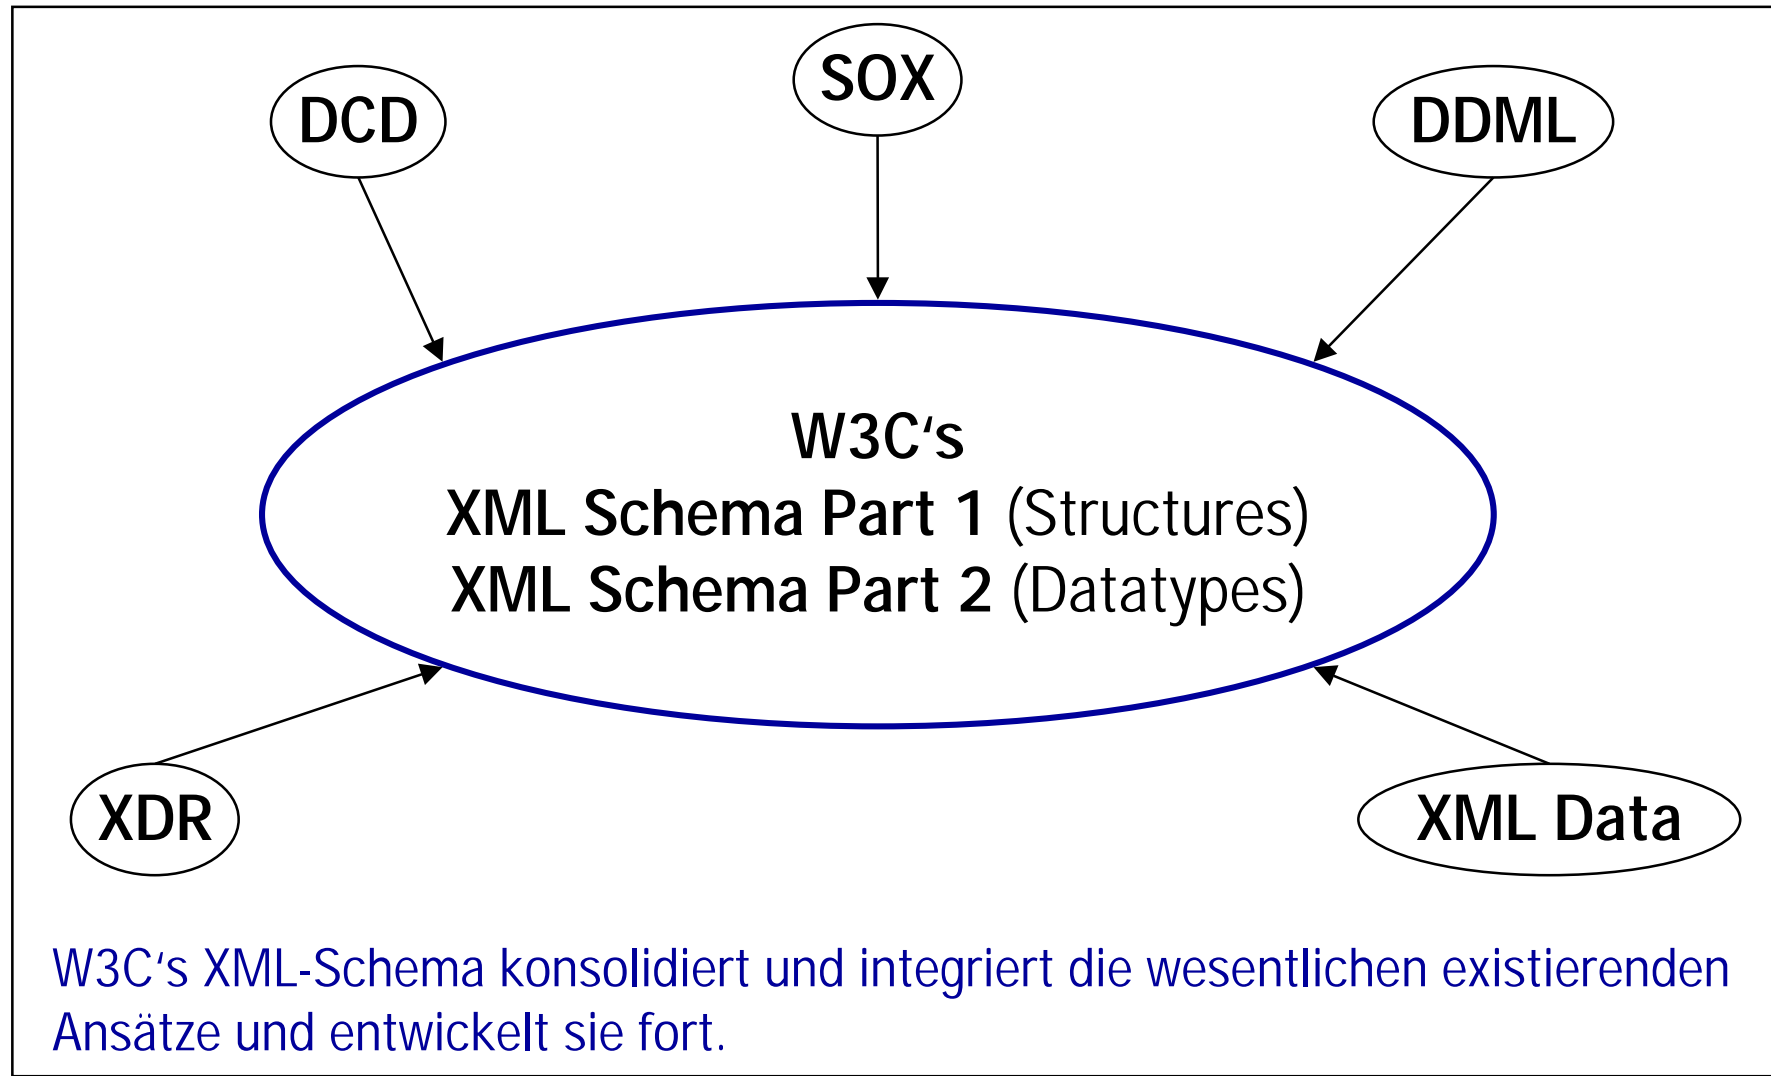 SOX
DCD
DDML
W3C‘s
XML Schema Part 1 (Structures)
XML Schema Part 2 (Datatypes)
XDR
XML Data
W3C‘s XML-Schema konsolidiert und integriert die wesentlichen existierenden
Ansätze und entwickelt sie fort.